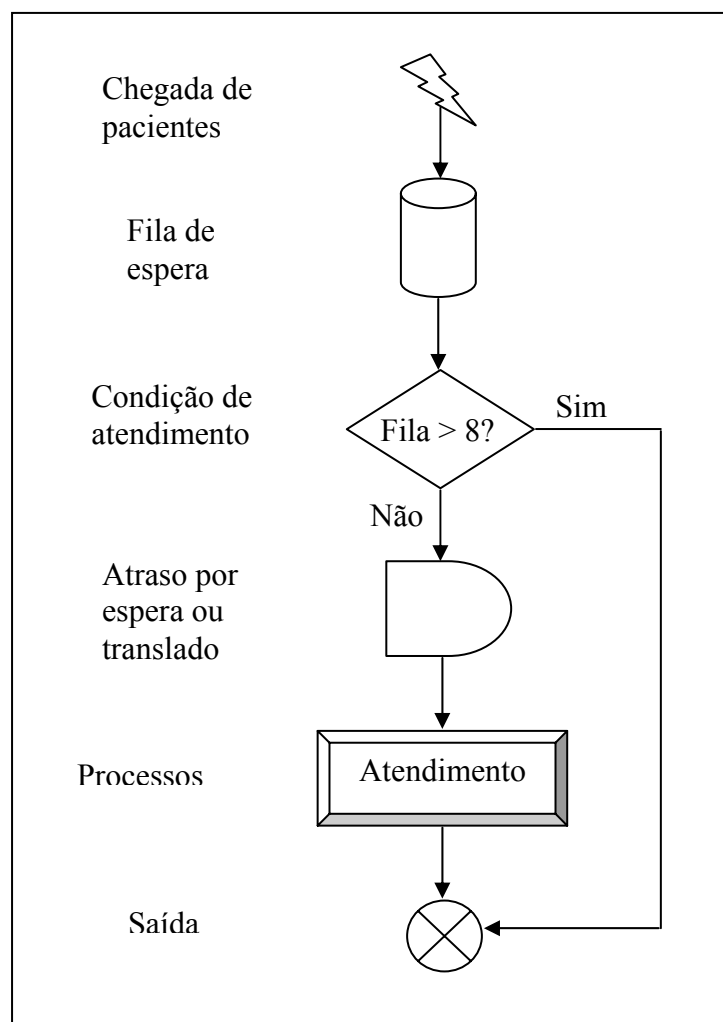 Chegada de
pacientes
Fila de
espera
Condição de
atendimento
Fila > 8?
Sim
Não
Atraso por
espera ou
translado
Processos
Atendimento
Saída